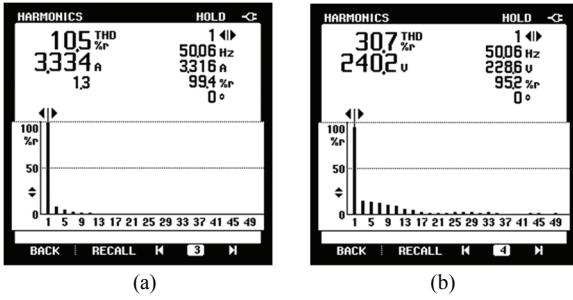 HARMONICS HOLD
10.5 THD %r 1
50.06 Hz
3.334 A 3.316 A
1.3 99.4 %r
0 °
100
%r
50
0
1 5 9 13 17 21 25 29 33 37 41 45 49
BACK RECALL 3
(a)
HARMONICS HOLD
30.7 THD %r 1
50.06 Hz
240.2 V 228.6 V
95.2 %r
0 °
100
%r
50
0
1 5 9 13 17 21 25 29 33 37 41 45 49
BACK RECALL 4
(b)